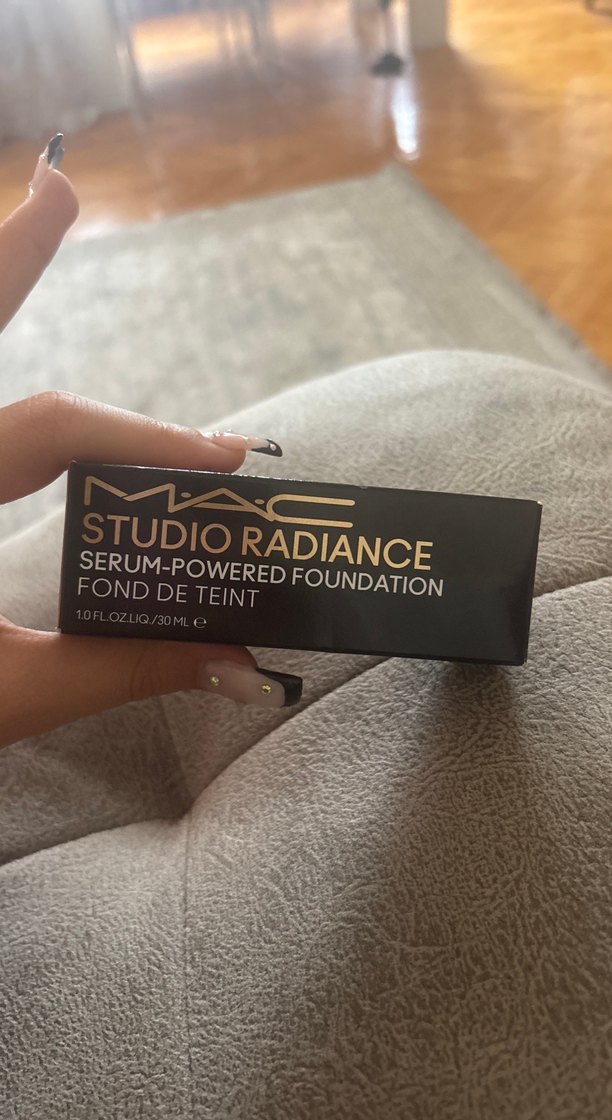 M·A·C
STUDIO RADIANCE
SERUM-POWERED FOUNDATION
FOND DE TEINT
1.0 FL.OZ.LIQ./30 ML ℮